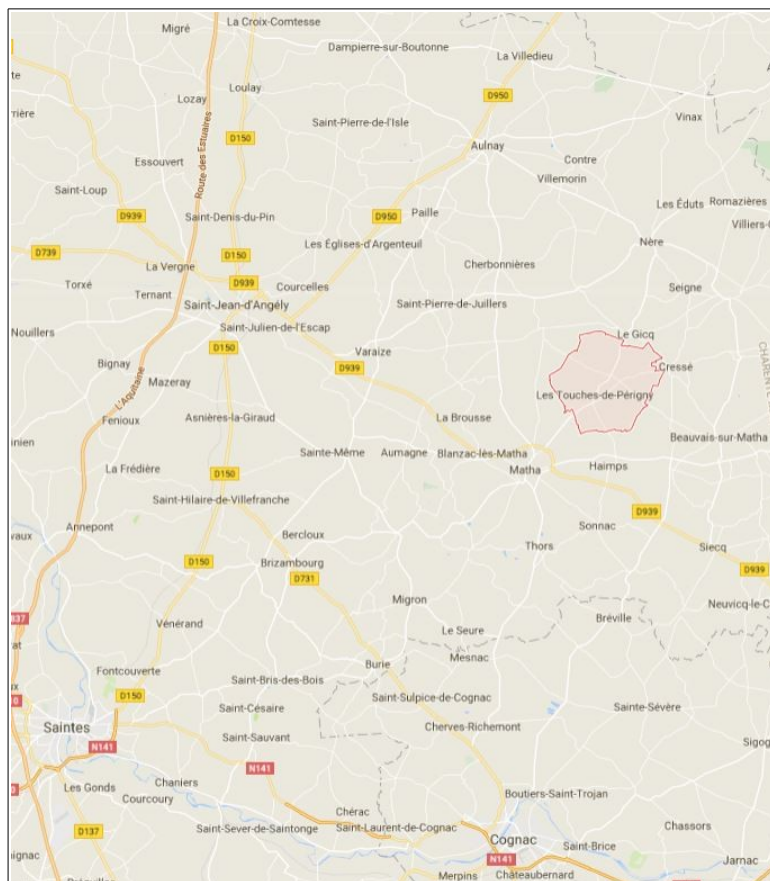 La Croix-Comtesse
Migré
Dampierre-sur-Boutonne
La Villedieu
Loulay
D950
Lozay
Vinax
Saint-Pierre-de-l'Isle
D150
Aulnay
Route des Estuaires
Essouvert
Contre
Villemorin
Saint-Loup
Les Éduts
Romazières
D939
Saint-Denis-du-Pin
D950
Paille
Villiers-C
Nère
Les Églises-d'Argenteuil
D739
D150
La Vergne
Cherbonnières
Torxé
D939
Courcelles
Seigne
Ternant
Saint-Jean-d'Angély
Saint-Pierre-de-Juillers
Nouillers
Saint-Julien-de-l'Escap
Le Gicq
D150
Varaize
Bignay
D939
Cressé
CHARENTE
Mazeray
L'Aquitaine
Les Touches-de-Périgny
Fenioux
Asnières-la-Giraud
La Brousse
Beauvais-sur-Matha
inien
Sainte-Même
Aumagne
Blanzac-lès-Matha
La Frédière
D150
Matha
Haimps
Saint-Hilaire-de-Villefranche
D939
Annepont
Bercloux
Sonnac
vaux
Thors
Siecq
D150
Brizambourg
D731
D939
Migron
Neuvicq-le-C
Vénérand
Le Seure
Bréville
Mesnac
Burie
Fontcouverte
Saint-Bris-des-Bois
D150
Saint-Sulpice-de-Cognac
Saint-Césaire
Sainte-Sévère
Saintes
Cherves-Richemont
Saint-Sauvant
N141
Sigog
N141
Chaniers
Les Gonds
Courcoury
Boutiers-Saint-Trojan
Chérac
D137
Saint-Sever-de-Saintonge
Saint-Laurent-de-Cognac
Chassors
Cognac
Saint-Brice
N141
Jarnac
Merpins
Châteaubernard